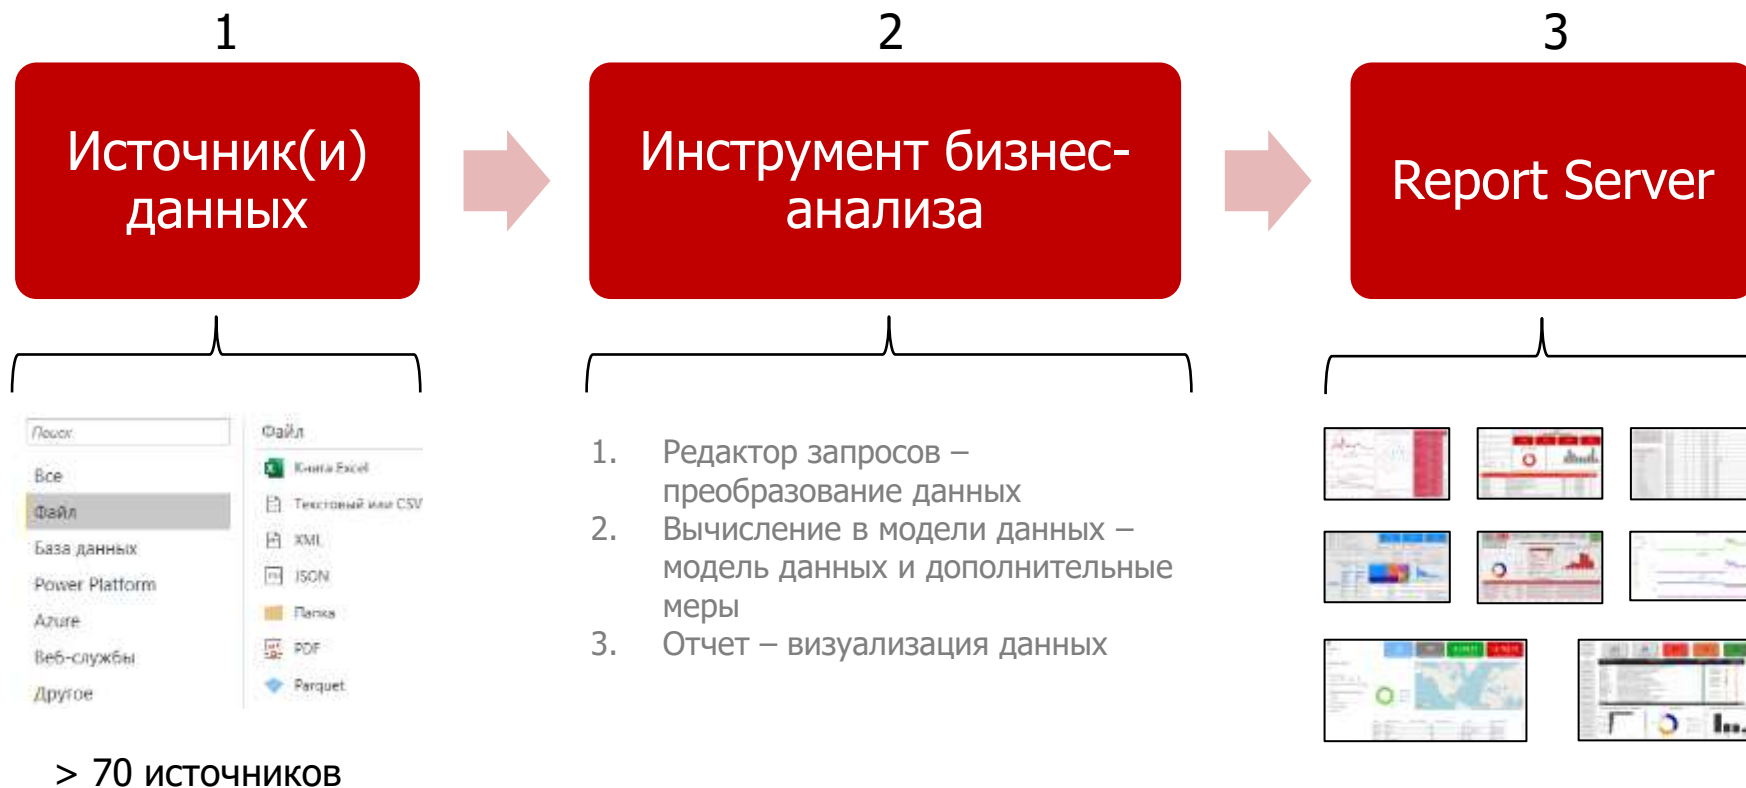 1
Источник(и)
данных
2
Инструмент бизнес-
анализа
3
Report Server
Поиск
Все
Файл
База данных
Power Platform
Azure
Веб-службы
Другое
Файл
Книга Excel
Текстовый или CSV
XML
JSON
Папка
PDF
Parquet
> 70 источников
1. Редактор запросов –
преобразование данных
2. Вычисление в модели данных –
модель данных и дополнительные
меры
3. Отчет – визуализация данных